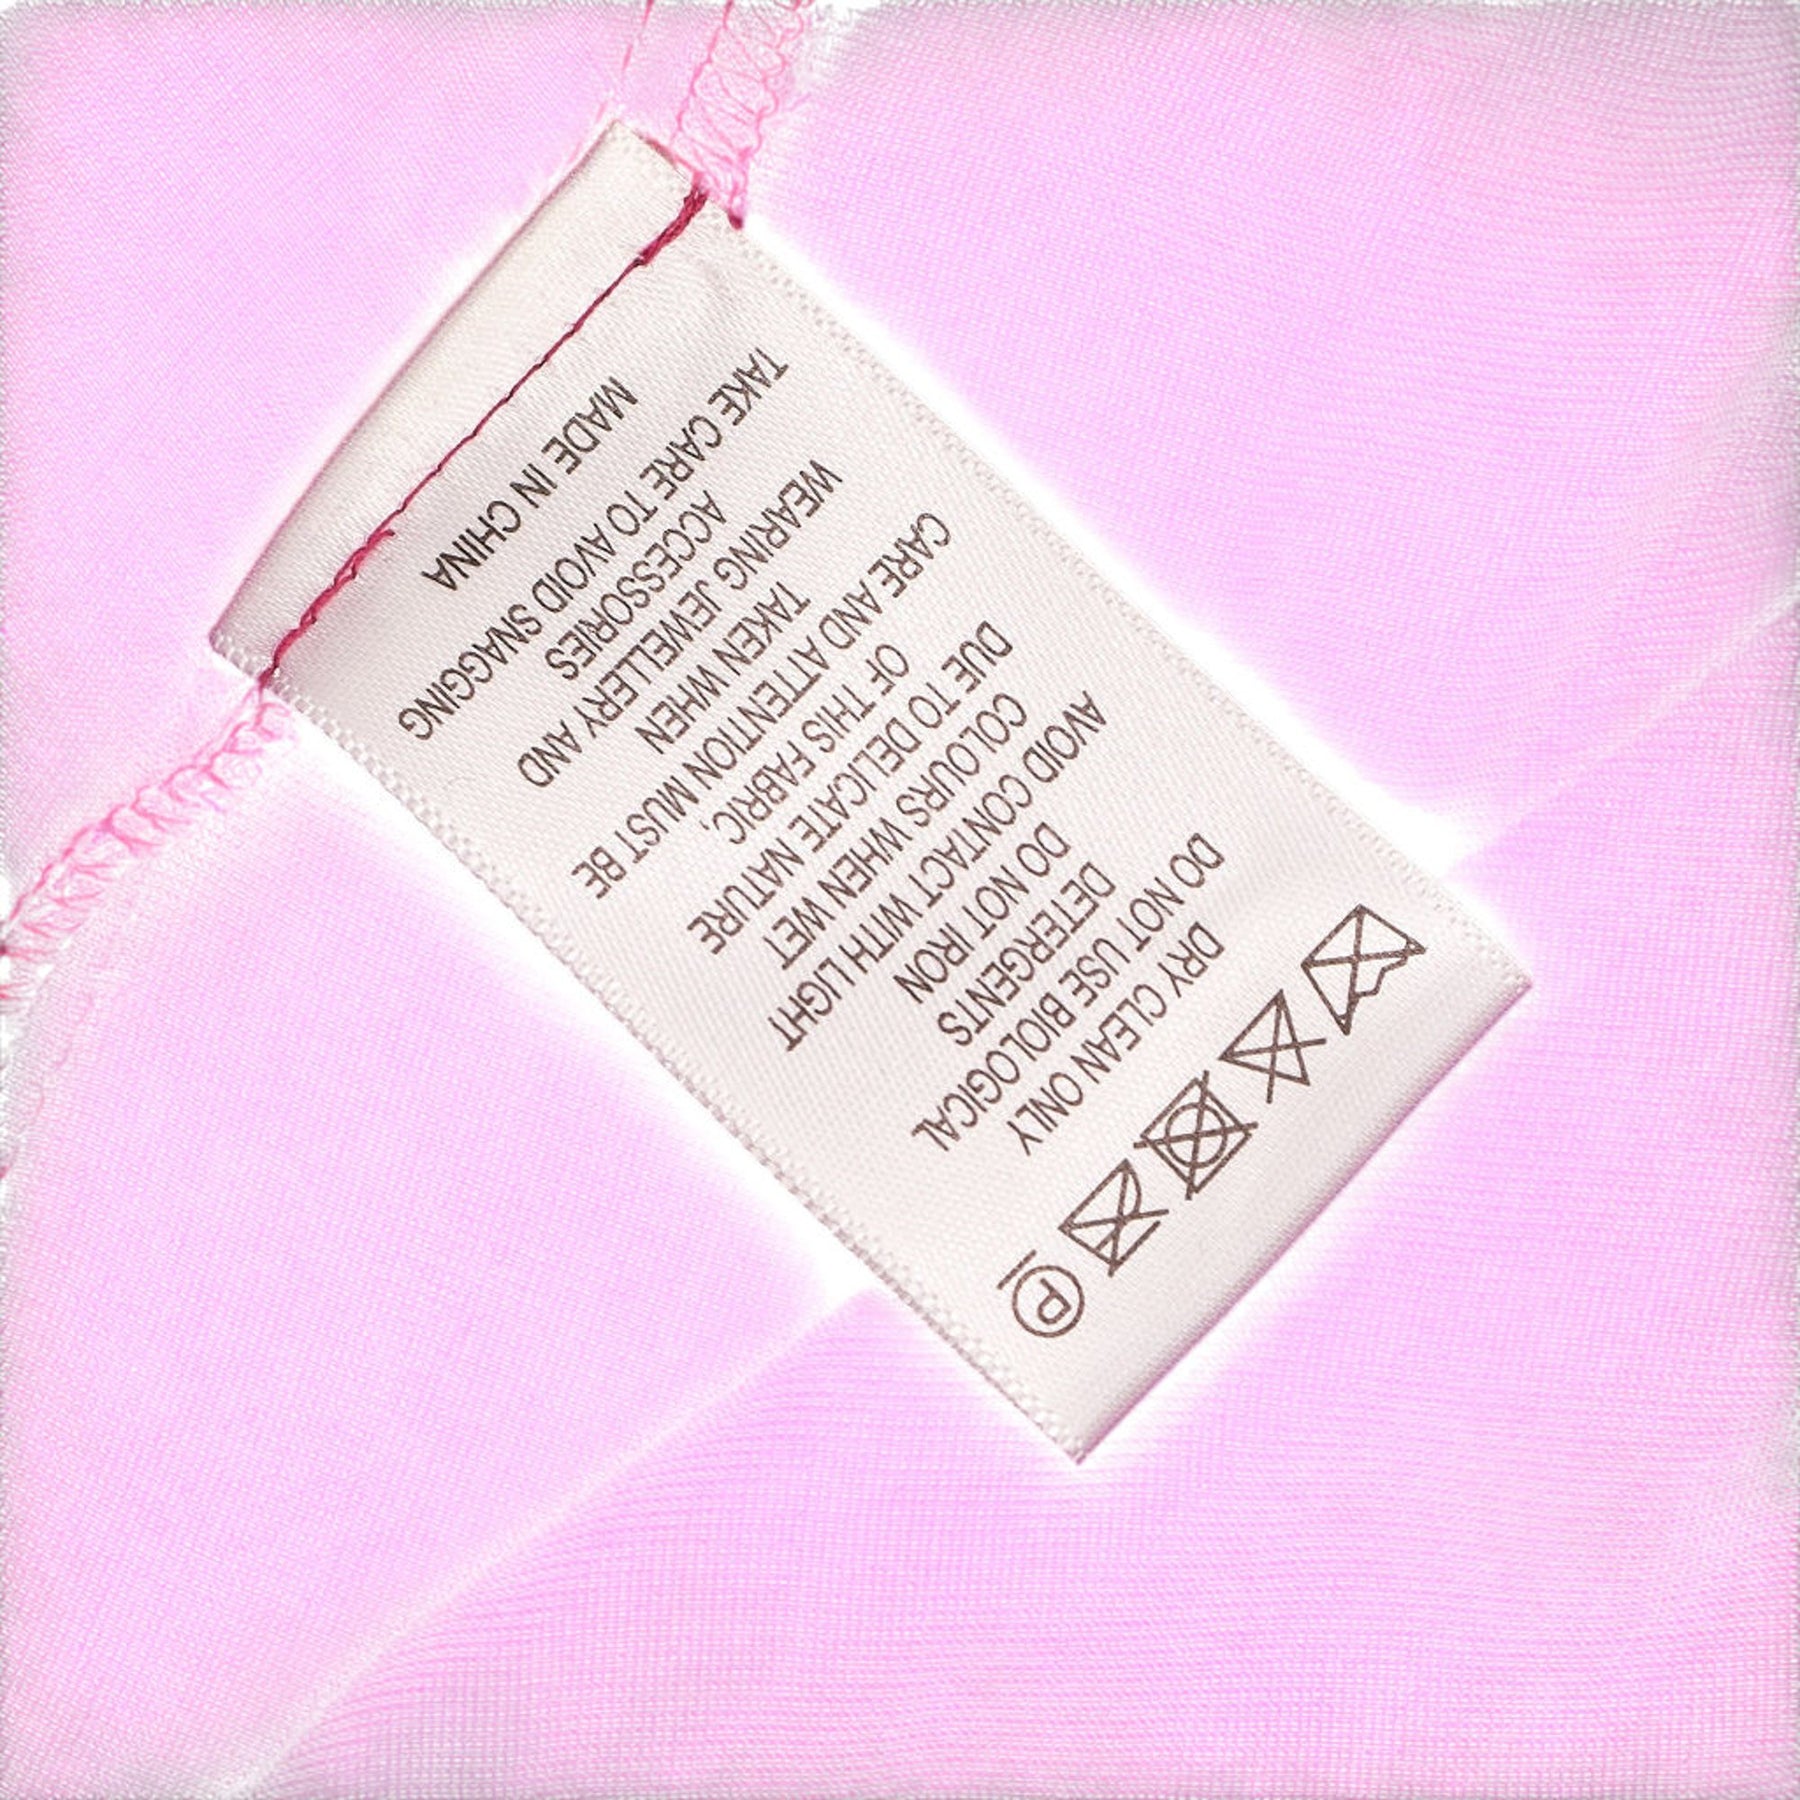 P
DRY CLEAN ONLY
DO NOT USE BIOLOGICAL
DETERGENTS
DO NOT IRON
AVOID CONTACT WITH LIGHT
COLOURS WHEN WET
DUE TO DELICATE NATURE
OF THIS FABRIC,
CARE AND ATTENTION MUST BE
TAKEN WHEN
WEARING JEWELLERY AND
ACCESSORIES
TAKE CARE TO AVOID SNAGGING
MADE IN CHINA